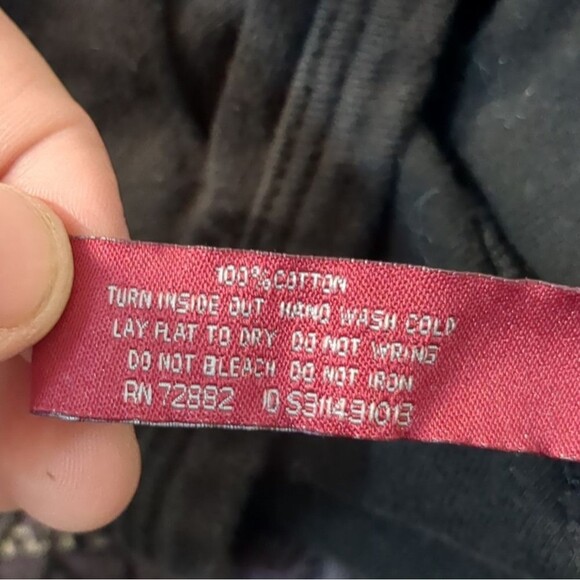 100% COTTON
TURN INSIDE OUT HAND WASH COLD
LAY FLAT TO DRY DO NOT WRING
DO NOT BLEACH DO NOT IRON
RN 72882 ID S311431013